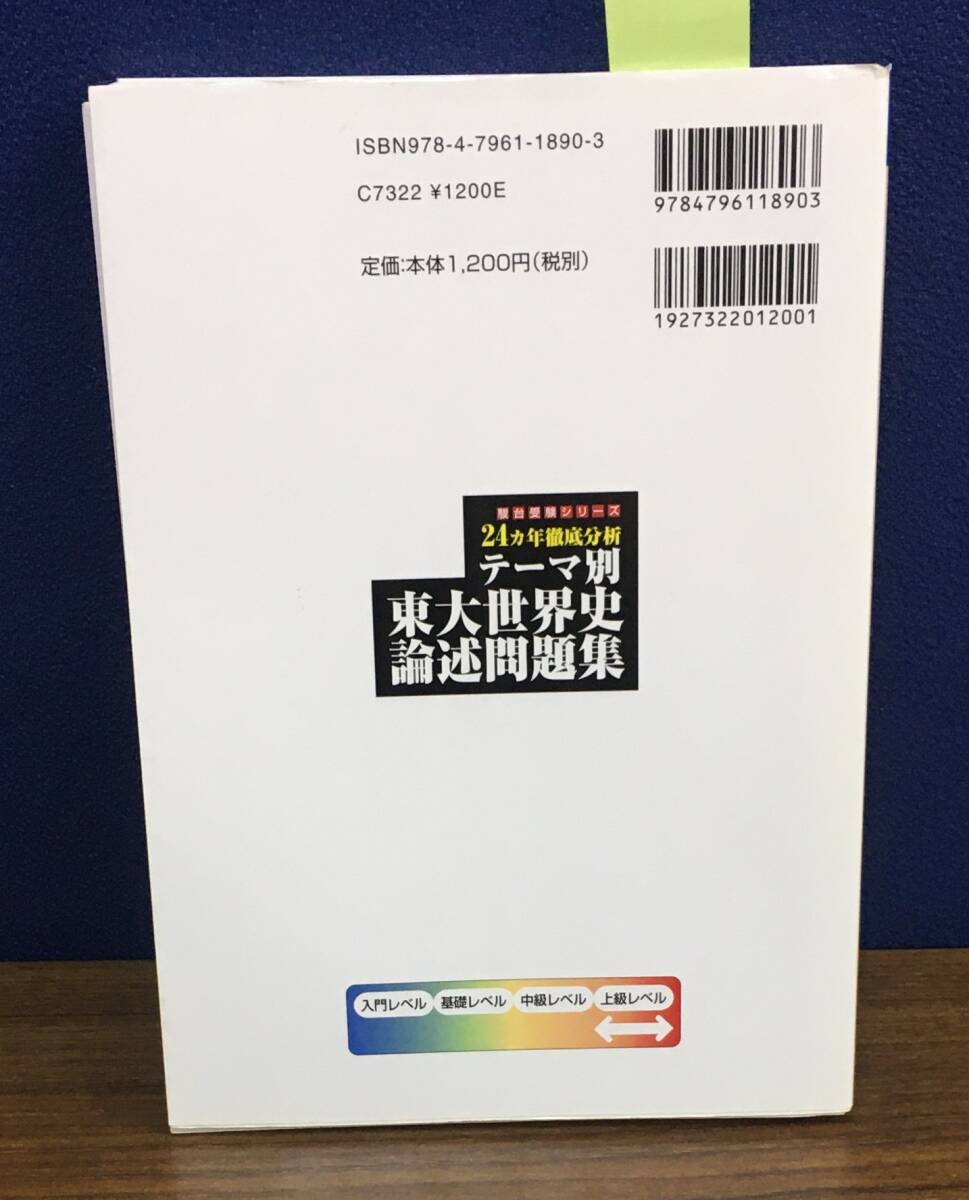 ISBN978-4-7961-1890-3
C7322 ¥1200E
定価:本体1,200円(税別)
9784796118903
1927322012001
駿台受験シリーズ
24カ年徹底分析
テーマ別
東大世界史
論述問題集
入門レベル 基礎レベル 中級レベル 上級レベル